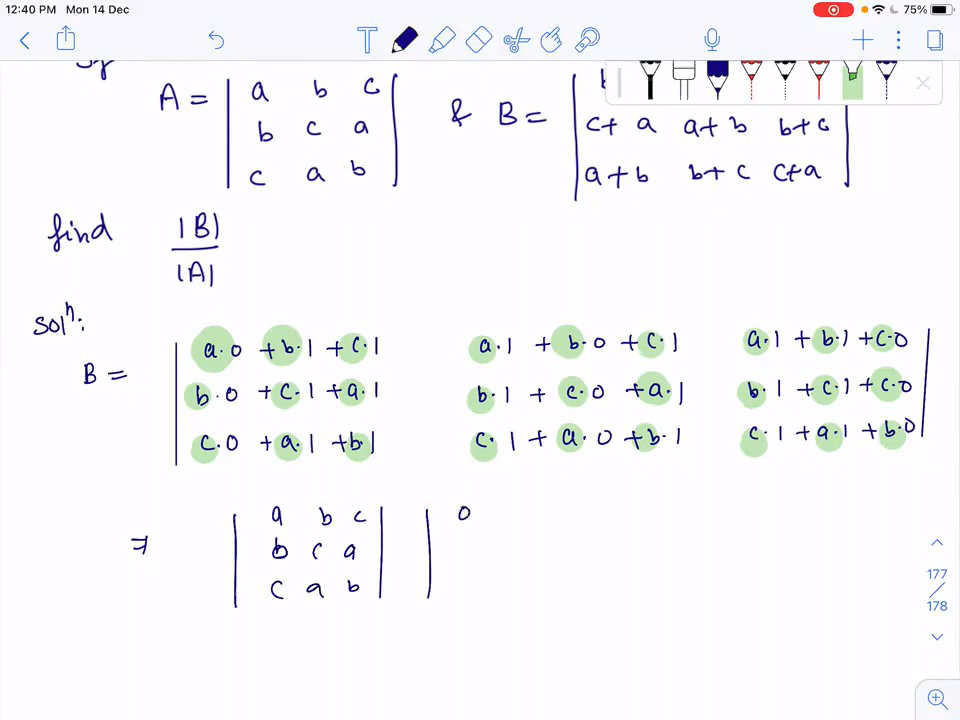 12:40 PM Mon 14 Dec 75%
T
A = | a b c | & B = |
| b c a | | c+ a a+ b b+ c |
| c a b | | a + b b+ c c+a |
find |B|
|A|
solⁿ:
B = | a.0 + b.1 + c.1 a.1 + b.0 + c.1 a.1 + b.1 + c.0 |
| b.0 + c.1 + a.1 b.1 + c.0 + a.1 b.1 + c.1 + c.0 |
| c.0 + a.1 + b.1 c.1 + a.0 + b.1 c.1 + a.1 + b.0 |
⇒ | a b c | | 0
| b c a | |
| c a b | |
177
/
178